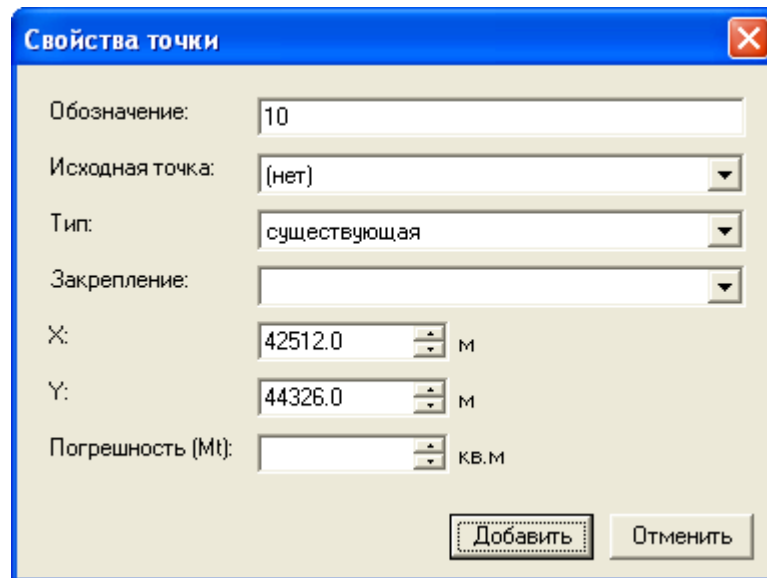 Свойства точки
Обозначение: 10
Исходная точка: (нет)
Тип: существующая
Закрепление:
X: 42512.0 м
Y: 44326.0 м
Погрешность (Mt): кв.м
Добавить Отменить